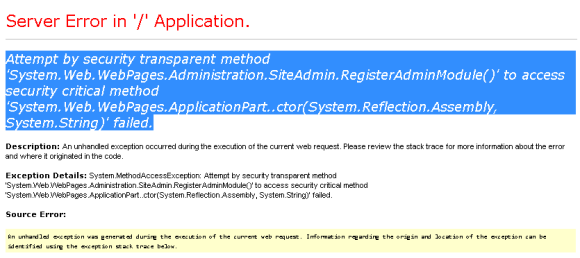 Server Error in '/' Application.
Attempt by security transparent method
'System.Web.WebPages.Administration.SiteAdmin.RegisterAdminModule()' to access
security critical method
'System.Web.WebPages.ApplicationPart..ctor(System.Reflection.Assembly,
System.String)' failed.
Description: An unhandled exception occurred during the execution of the current web request. Please review the stack trace for more information about the error
and where it originated in the code.
Exception Details: System.MethodAccessException: Attempt by security transparent method
'System.Web.WebPages.Administration.SiteAdmin.RegisterAdminModule()' to access security critical method
'System.Web.WebPages.ApplicationPart..ctor(System.Reflection.Assembly, System.String)' failed.
Source Error:
An unhandled exception was generated during the execution of the current web request. Information regarding the origin and location of the exception can be
identified using the exception stack trace below.